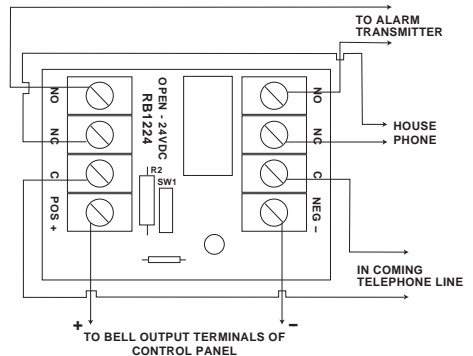 TO ALARM
TRANSMITTER
NO
NC
C
POS +
OPEN - 24VDC
RB1224
R2
SW1
NO
NC
C
NEG –
HOUSE
PHONE
IN COMING
TELEPHONE LINE
+
–
TO BELL OUTPUT TERMINALS OF
CONTROL PANEL